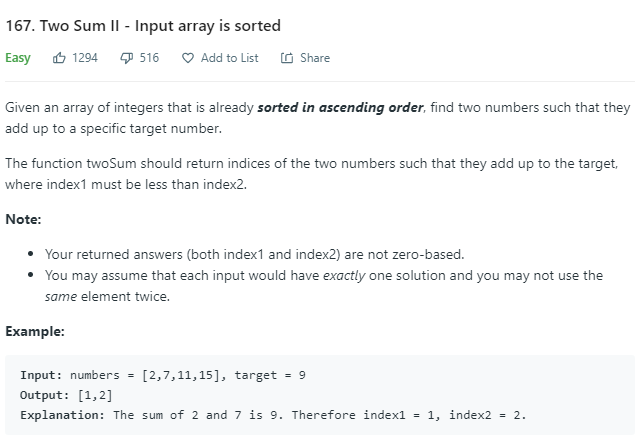 167. Two Sum II - Input array is sorted
Easy 1294 516 Add to List Share
Given an array of integers that is already sorted in ascending order, find two numbers such that they
add up to a specific target number.
The function twoSum should return indices of the two numbers such that they add up to the target,
where index1 must be less than index2.
Note:
• Your returned answers (both index1 and index2) are not zero-based.
• You may assume that each input would have exactly one solution and you may not use the
same element twice.
Example:
Input: numbers = [2,7,11,15], target = 9
Output: [1,2]
Explanation: The sum of 2 and 7 is 9. Therefore index1 = 1, index2 = 2.